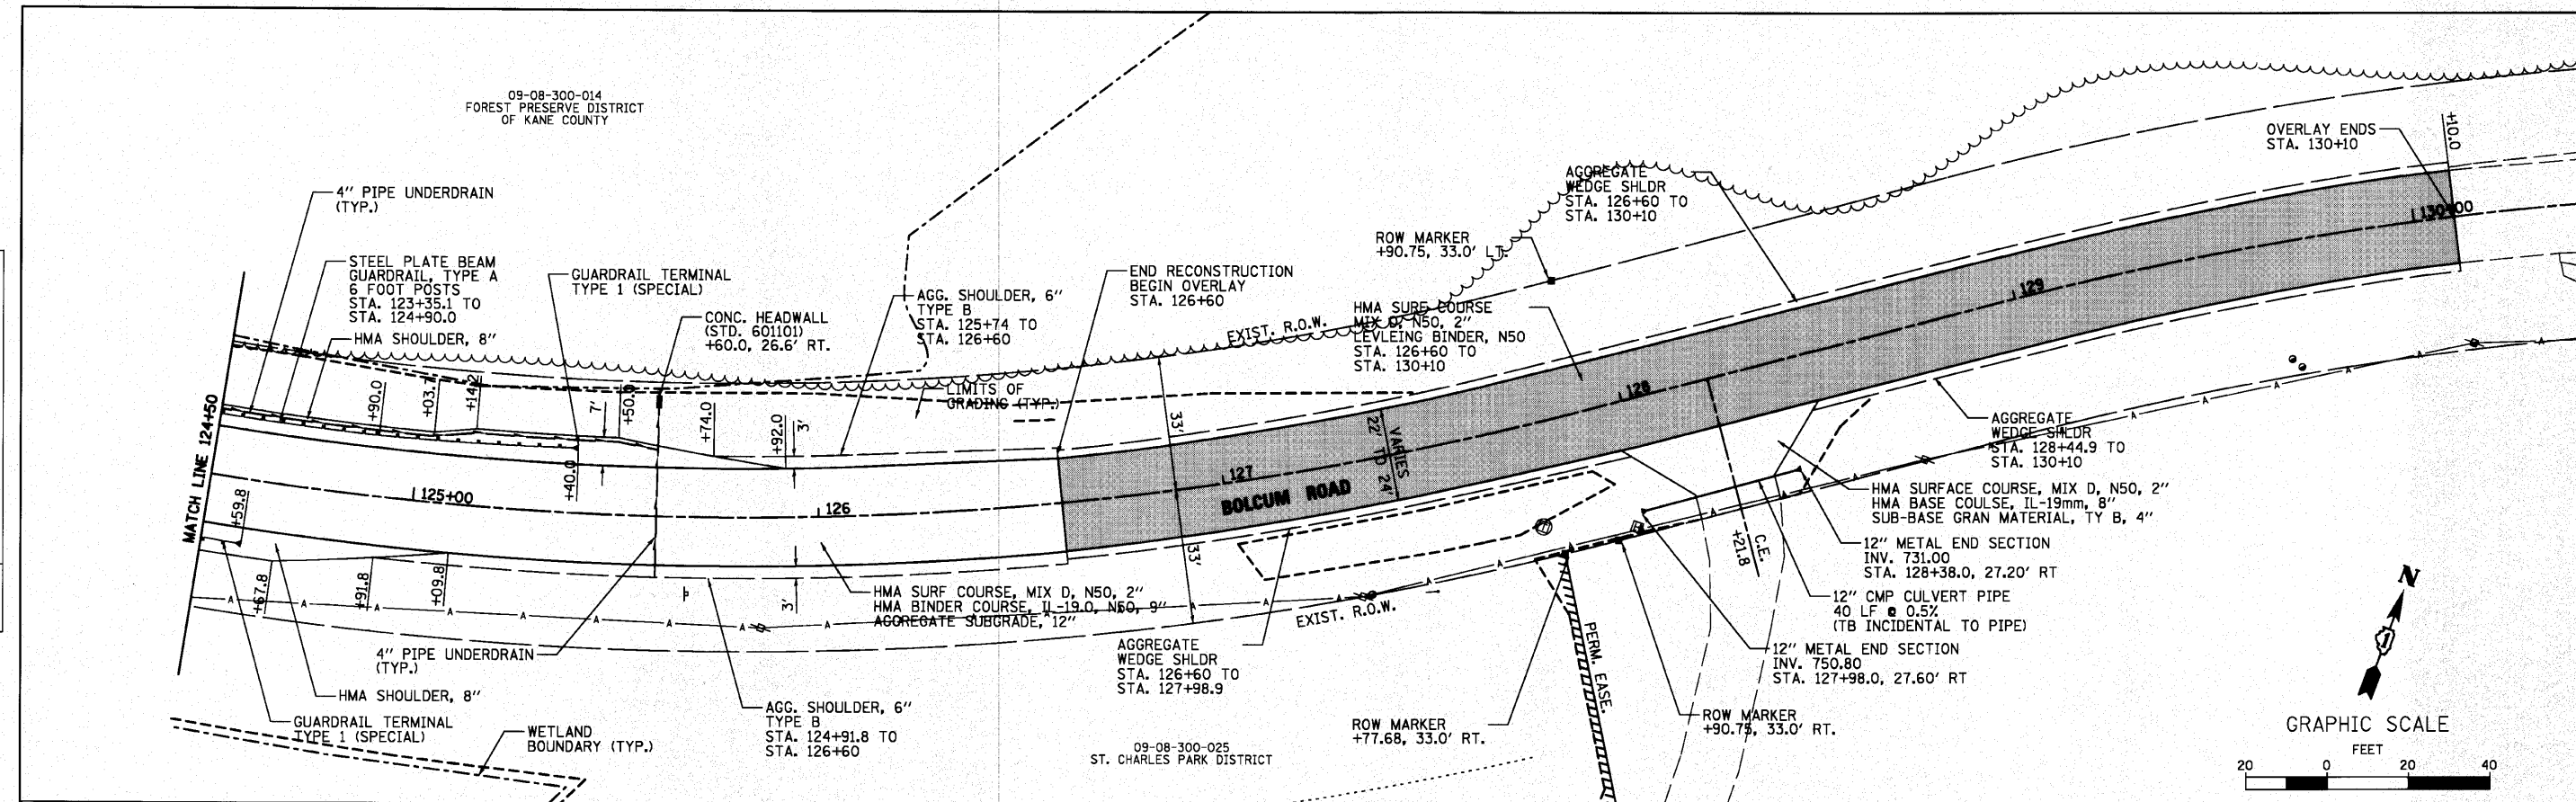 09-08-300-014
FOREST PRESERVE DISTRICT
OF KANE COUNTY
4" PIPE UNDERDRAIN
(TYP.)
STEEL PLATE BEAM
GUARDRAIL, TYPE A
6 FOOT POSTS
STA. 123+35.1 TO
STA. 124+90.0
HMA SHOULDER, 8"
GUARDRAIL TERMINAL
TYPE 1 (SPECIAL)
CONC. HEADWALL
(STD. 601101)
+60.0, 26.6' RT.
AGG. SHOULDER, 6"
TYPE B
STA. 125+74 TO
STA. 126+60
END RECONSTRUCTION
BEGIN OVERLAY
STA. 126+60
LIMITS OF
GRADING (TYP.)
EXIST. R.O.W.
ROW MARKER
+90.75, 33.0' LT.
HMA SURF COURSE
MIX D, N50, 2"
LEVLEING BINDER, N50
STA. 126+60 TO
STA. 130+10
AGGREGATE
WEDGE SHLDR
STA. 126+60 TO
STA. 130+10
OVERLAY ENDS
STA. 130+10
+10.0
MATCH LINE 124+50
+90.0
+03.7
+14.2
7'
+50.0
+74.0
+92.0
3'
+40.0
+59.8
+67.8
+91.8
+09.8
3'
125+00
126
127
128
129
130+00
33'
33'
VARIES
22' TO 24'
BOLCUM ROAD
C.E.
+21.8
AGGREGATE
WEDGE SHLDR
STA. 128+44.9 TO
STA. 130+10
HMA SURFACE COURSE, MIX D, N50, 2"
HMA BASE COULSE, IL-19mm, 8"
SUB-BASE GRAN MATERIAL, TY B, 4"
12" METAL END SECTION
INV. 731.00
STA. 128+38.0, 27.20' RT
12" CMP CULVERT PIPE
40 LF @ 0.5%
(TB INCIDENTAL TO PIPE)
12" METAL END SECTION
INV. 750.80
STA. 127+98.0, 27.60' RT
ROW MARKER
+90.75, 33.0' RT.
PERM. EASE.
ROW MARKER
+77.68, 33.0' RT.
EXIST. R.O.W.
AGGREGATE
WEDGE SHLDR
STA. 126+60 TO
STA. 127+98.9
HMA SURF COURSE, MIX D, N50, 2"
HMA BINDER COURSE, IL-19.0, N50, 9"
AGGREGATE SUBGRADE, 12"
4" PIPE UNDERDRAIN
(TYP.)
HMA SHOULDER, 8"
GUARDRAIL TERMINAL
TYPE 1 (SPECIAL)
WETLAND
BOUNDARY (TYP.)
AGG. SHOULDER, 6"
TYPE B
STA. 124+91.8 TO
STA. 126+60
09-08-300-025
ST. CHARLES PARK DISTRICT
N
GRAPHIC SCALE
FEET
20 0 20 40